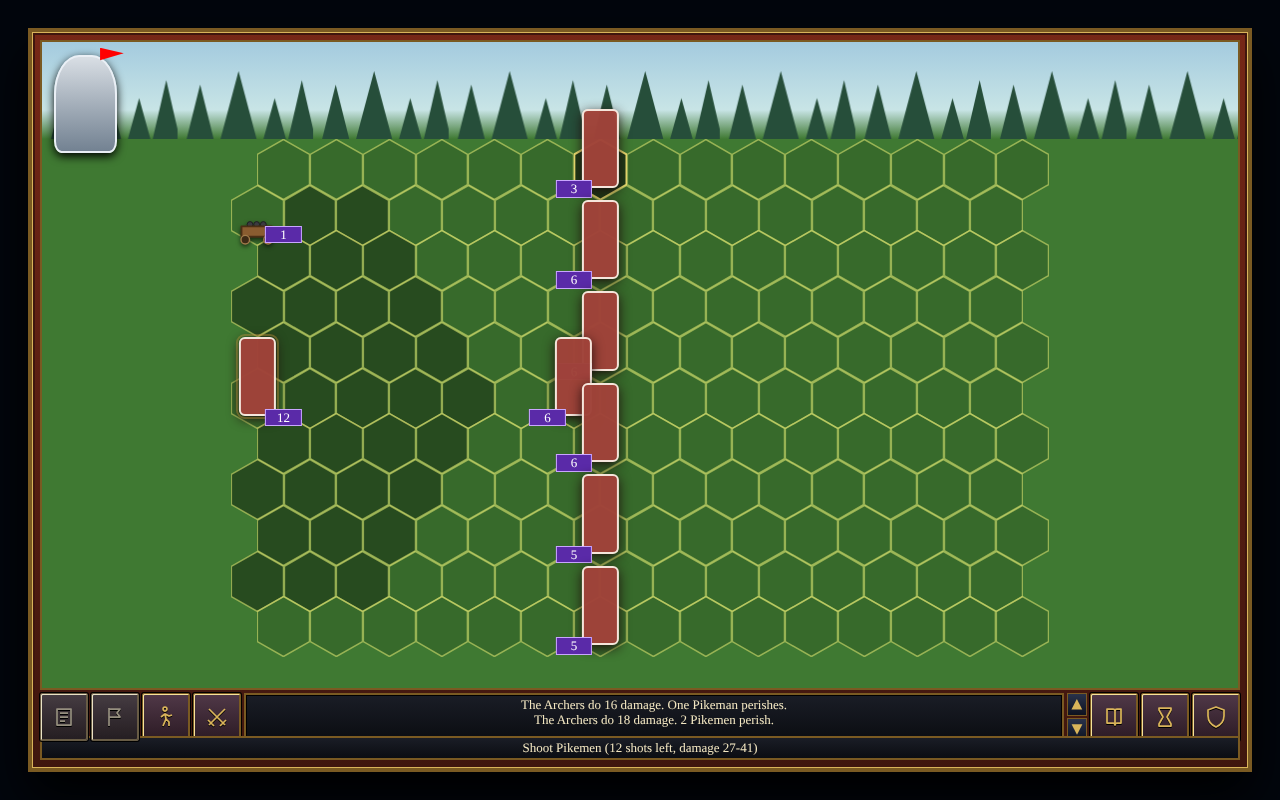 3
1
6
12
6
6
5
5
The Archers do 16 damage. One Pikeman perishes.
The Archers do 18 damage. 2 Pikemen perish.
Shoot Pikemen (12 shots left, damage 27-41)